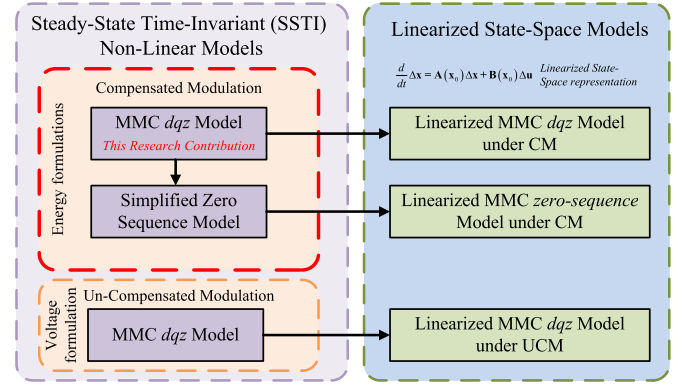 Steady-State Time-Invariant (SSTI)
Non-Linear Models
Energy formulations
Compensated Modulation
MMC dqz Model
This Research Contribution
Simplified Zero
Sequence Model
Voltage
formulation
Un-Compensated Modulation
MMC dqz Model
Linearized State-Space Models
d/dt Δx = A(x₀)Δx + B(x₀)Δu Linearized State-
Space representation
Linearized MMC dqz Model
under CM
Linearized MMC zero-sequence
Model under CM
Linearized MMC dqz Model
under UCM